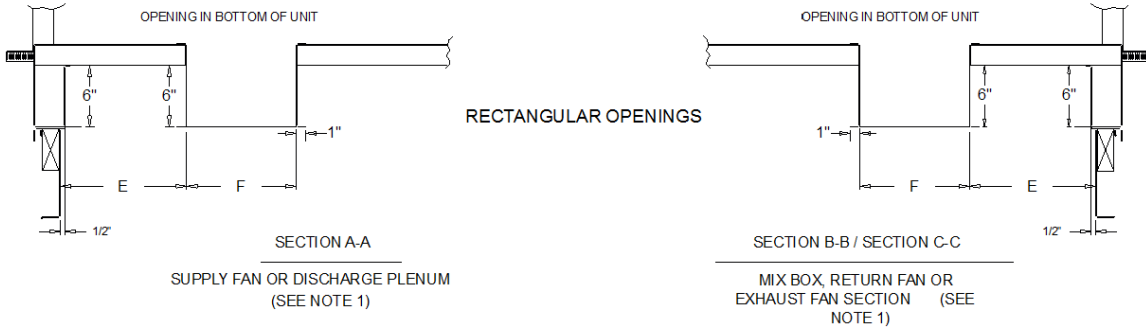 OPENING IN BOTTOM OF UNIT
6"
6"
1"
E
F
1/2"
SECTION A-A
SUPPLY FAN OR DISCHARGE PLENUM
(SEE NOTE 1)
RECTANGULAR OPENINGS
OPENING IN BOTTOM OF UNIT
6"
6"
1"
F
E
1/2"
SECTION B-B / SECTION C-C
MIX BOX, RETURN FAN OR
EXHAUST FAN SECTION (SEE
NOTE 1)